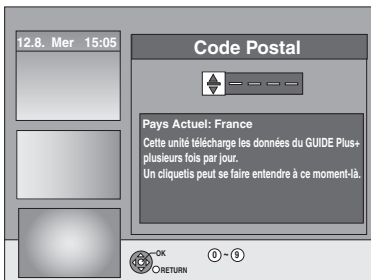 12.8. Mer 15:05
Code Postal
Pays Actuel: France
Cette unité télécharge les données du GUIDE Plus+
plusieurs fois par jour.
Un cliquetis peut se faire entendre à ce moment-là.
OK
0 ~ 9
RETURN